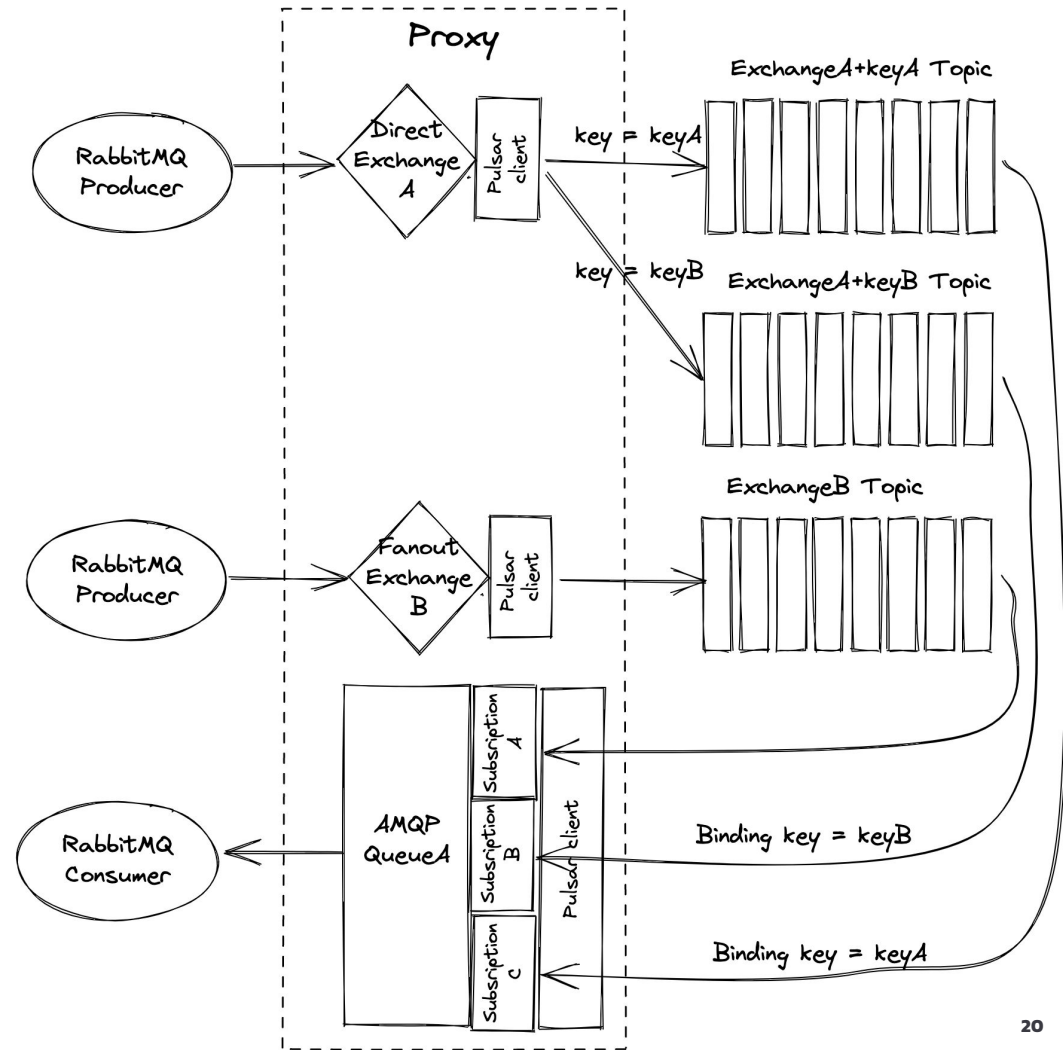 Proxy
ExchangeA+keyA Topic
RabbitMQ
Producer
Direct
Exchange
A
Pulsar
client
key = keyA
key = keyB
ExchangeA+keyB Topic
ExchangeB Topic
RabbitMQ
Producer
Fanout
Exchange
B
Pulsar
client
RabbitMQ
Consumer
AMQP
QueueA
Subsription
A
Subsription
B
Subsription
C
Pulsar client
Binding key = keyB
Binding key = keyA
20